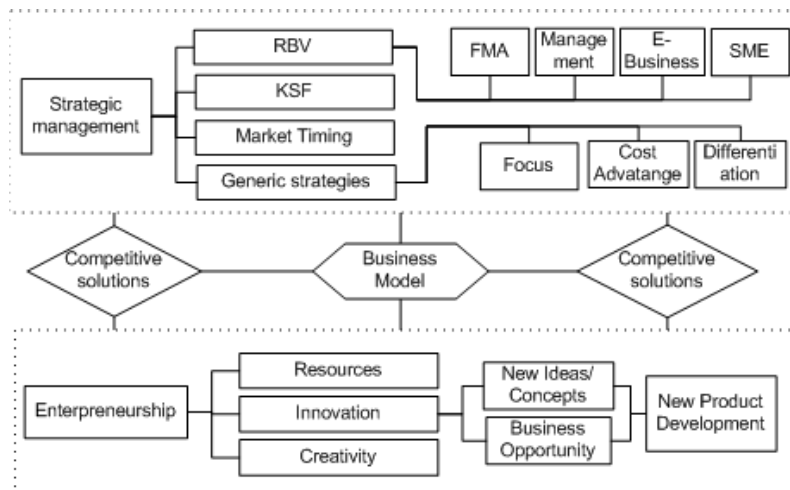 RBV
FMA
Manage
ment
E-
Business
SME
Strategic
management
KSF
Market Timing
Generic strategies
Focus
Cost
Advatange
Differenti
ation
Competitive
solutions
Business
Model
Competitive
solutions
Resources
Enterpreneurship
Innovation
Creativity
New Ideas/
Concepts
Business
Opportunity
New Product
Development